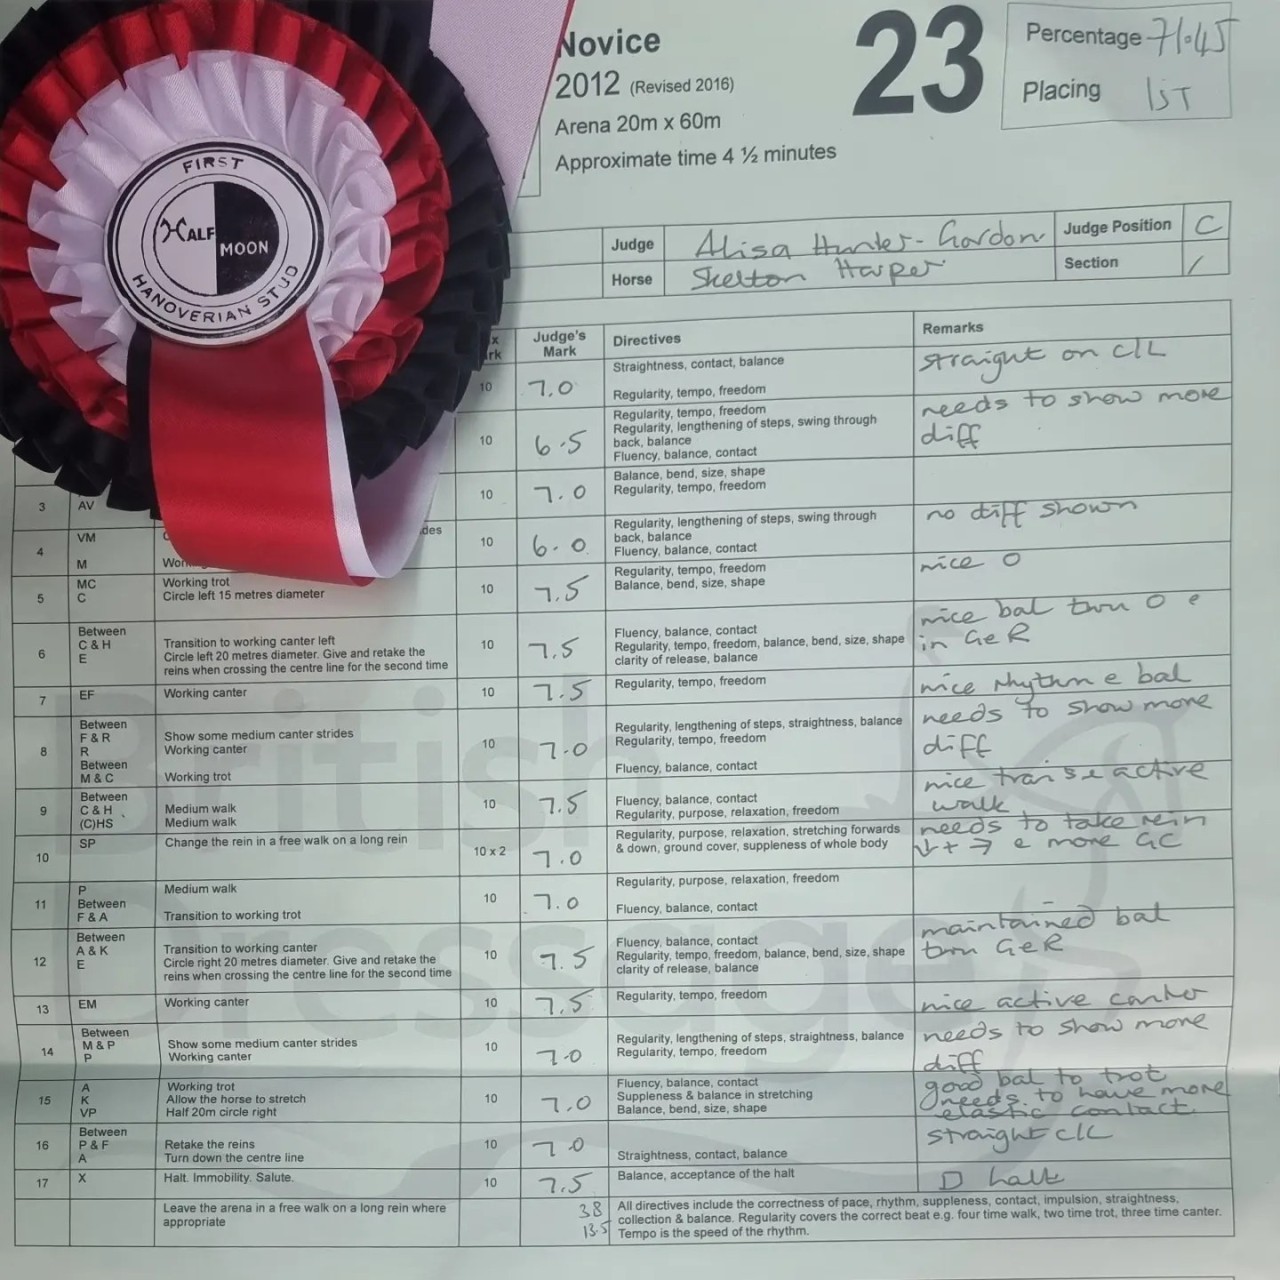 Novice
23
Percentage 71.45
2012 (Revised 2016)
Placing 1ST
Arena 20m x 60m
Approximate time 4 ½ minutes
FIRST
HALF
MOON
HANOVERIAN STUD
Judge Alisa Hunter-Gordon Judge Position C
Horse Skelton Harper Section /
Judge's
Mark Directives Remarks
10 7.0 Straightness, contact, balance straight on C/L
Regularity, tempo, freedom
10 6.5 Regularity, tempo, freedom needs to show more
Regularity, lengthening of steps, swing through diff
back, balance
Fluency, balance, contact
3 AV 10 7.0 Balance, bend, size, shape
Regularity, tempo, freedom
4 VM 10 6.0 Regularity, lengthening of steps, swing through no diff shown
back, balance
M Fluency, balance, contact
5 MC Working trot 10 7.5 Regularity, tempo, freedom nice O
C Circle left 15 metres diameter Balance, bend, size, shape
6 Between
C & H Transition to working canter left 10 7.5 Fluency, balance, contact nice bal thru O e
E Circle left 20 metres diameter. Give and retake the Regularity, tempo, freedom, balance, bend, size, shape in GeR
reins when crossing the centre line for the second time clarity of release, balance
7 EF Working canter 10 7.5 Regularity, tempo, freedom nice rhythm e bal
8 Between
F & R Show some medium canter strides 10 7.0 Regularity, lengthening of steps, straightness, balance needs to show more
R Working canter Regularity, tempo, freedom diff
Between
M & C Working trot Fluency, balance, contact
9 Between
C & H Medium walk 10 7.5 Fluency, balance, contact nice trans e active
(C)HS Medium walk Regularity, purpose, relaxation, freedom walk
10 SP Change the rein in a free walk on a long rein 10 x 2 7.0 Regularity, purpose, relaxation, stretching forwards needs to take rein
& down, ground cover, suppleness of whole body ↓ + → e more GC
11 P Medium walk 10 7.0 Regularity, purpose, relaxation, freedom
Between
F & A Transition to working trot Fluency, balance, contact
12 Between
A & K Transition to working canter 10 7.5 Fluency, balance, contact maintained bal
E Circle right 20 metres diameter. Give and retake the Regularity, tempo, freedom, balance, bend, size, shape thru GeR
reins when crossing the centre line for the second time clarity of release, balance
13 EM Working canter 10 7.5 Regularity, tempo, freedom nice active canter
14 Between
M & P Show some medium canter strides 10 7.0 Regularity, lengthening of steps, straightness, balance needs to show more
P Working canter Regularity, tempo, freedom diff
15 A Working trot 10 7.0 Fluency, balance, contact good bal to trot
K Allow the horse to stretch Suppleness & balance in stretching needs to have more
VP Half 20m circle right Balance, bend, size, shape elastic contact
16 Between
P & F Retake the reins 10 7.0 straight C/L
A Turn down the centre line Straightness, contact, balance
17 X Halt. Immobility. Salute. 10 7.5 Balance, acceptance of the halt □ halt
Leave the arena in a free walk on a long rein where 38 All directives include the correctness of pace, rhythm, suppleness, contact, impulsion, straightness,
appropriate 13.5 collection & balance. Regularity covers the correct beat e.g. four time walk, two time trot, three time canter.
Tempo is the speed of the rhythm.
British
Dressage